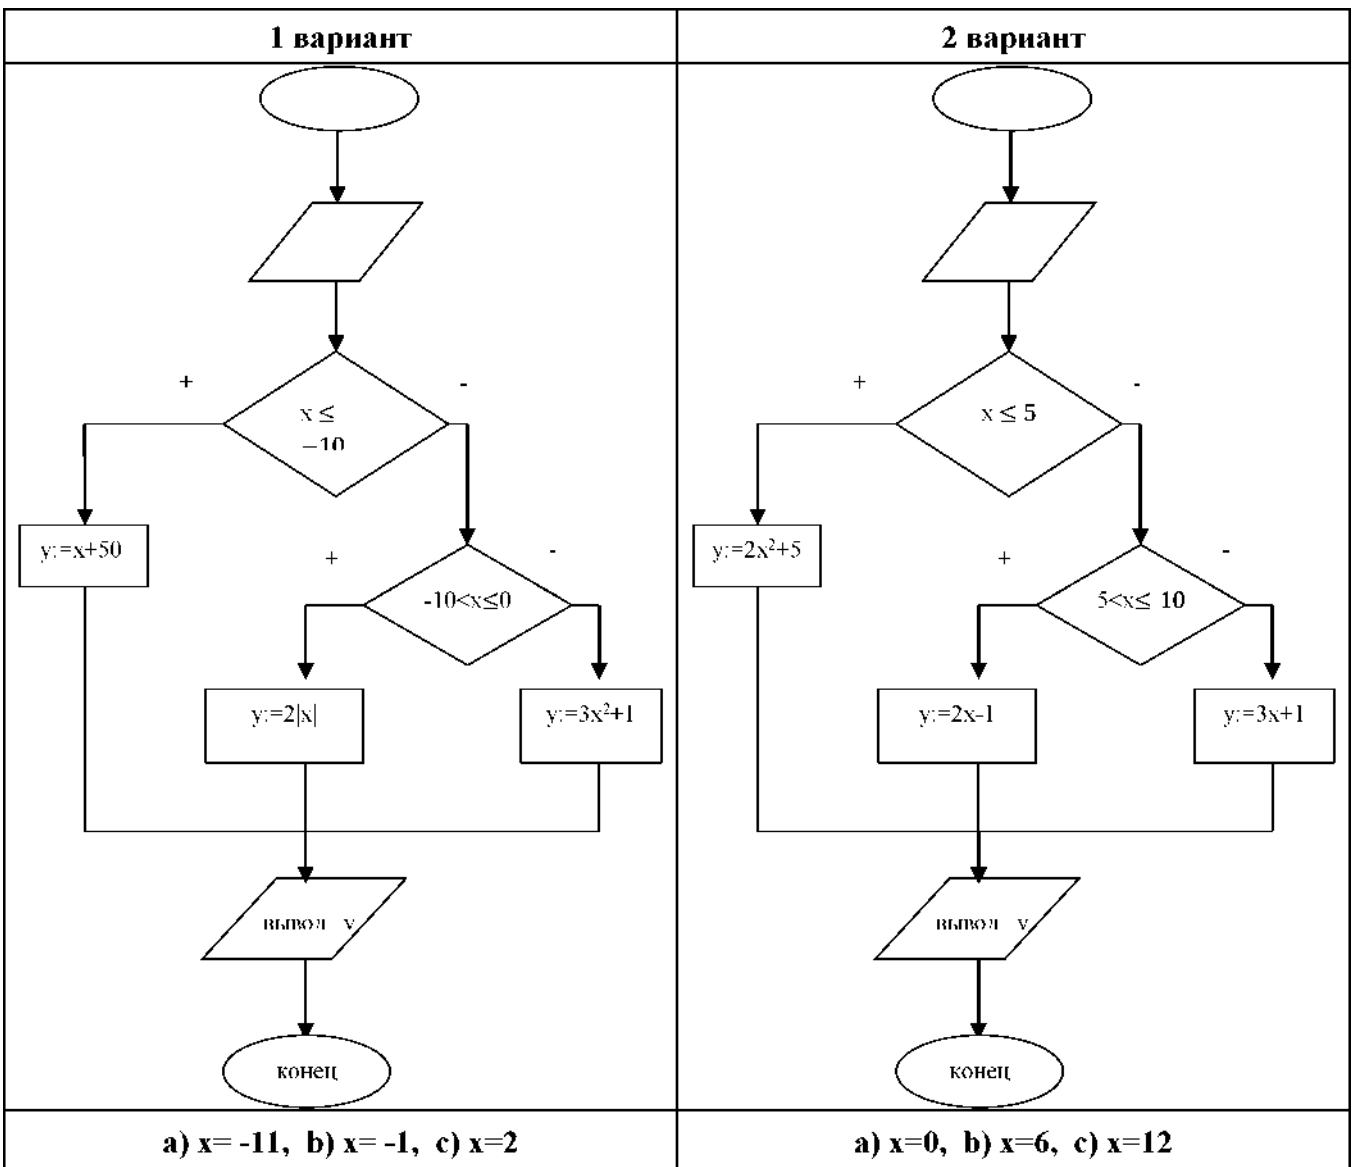 1 вариант
2 вариант
+
-
x ≤
−10
y:=x+50
+
-
-10<x≤0
y:=2|x|
y:=3x²+1
вывод y
конец
+
-
x ≤ 5
y:=2x²+5
+
-
5<x≤ 10
y:=2x-1
y:=3x+1
вывод y
конец
a) x= -11, b) x= -1, c) x=2
a) x=0, b) x=6, c) x=12